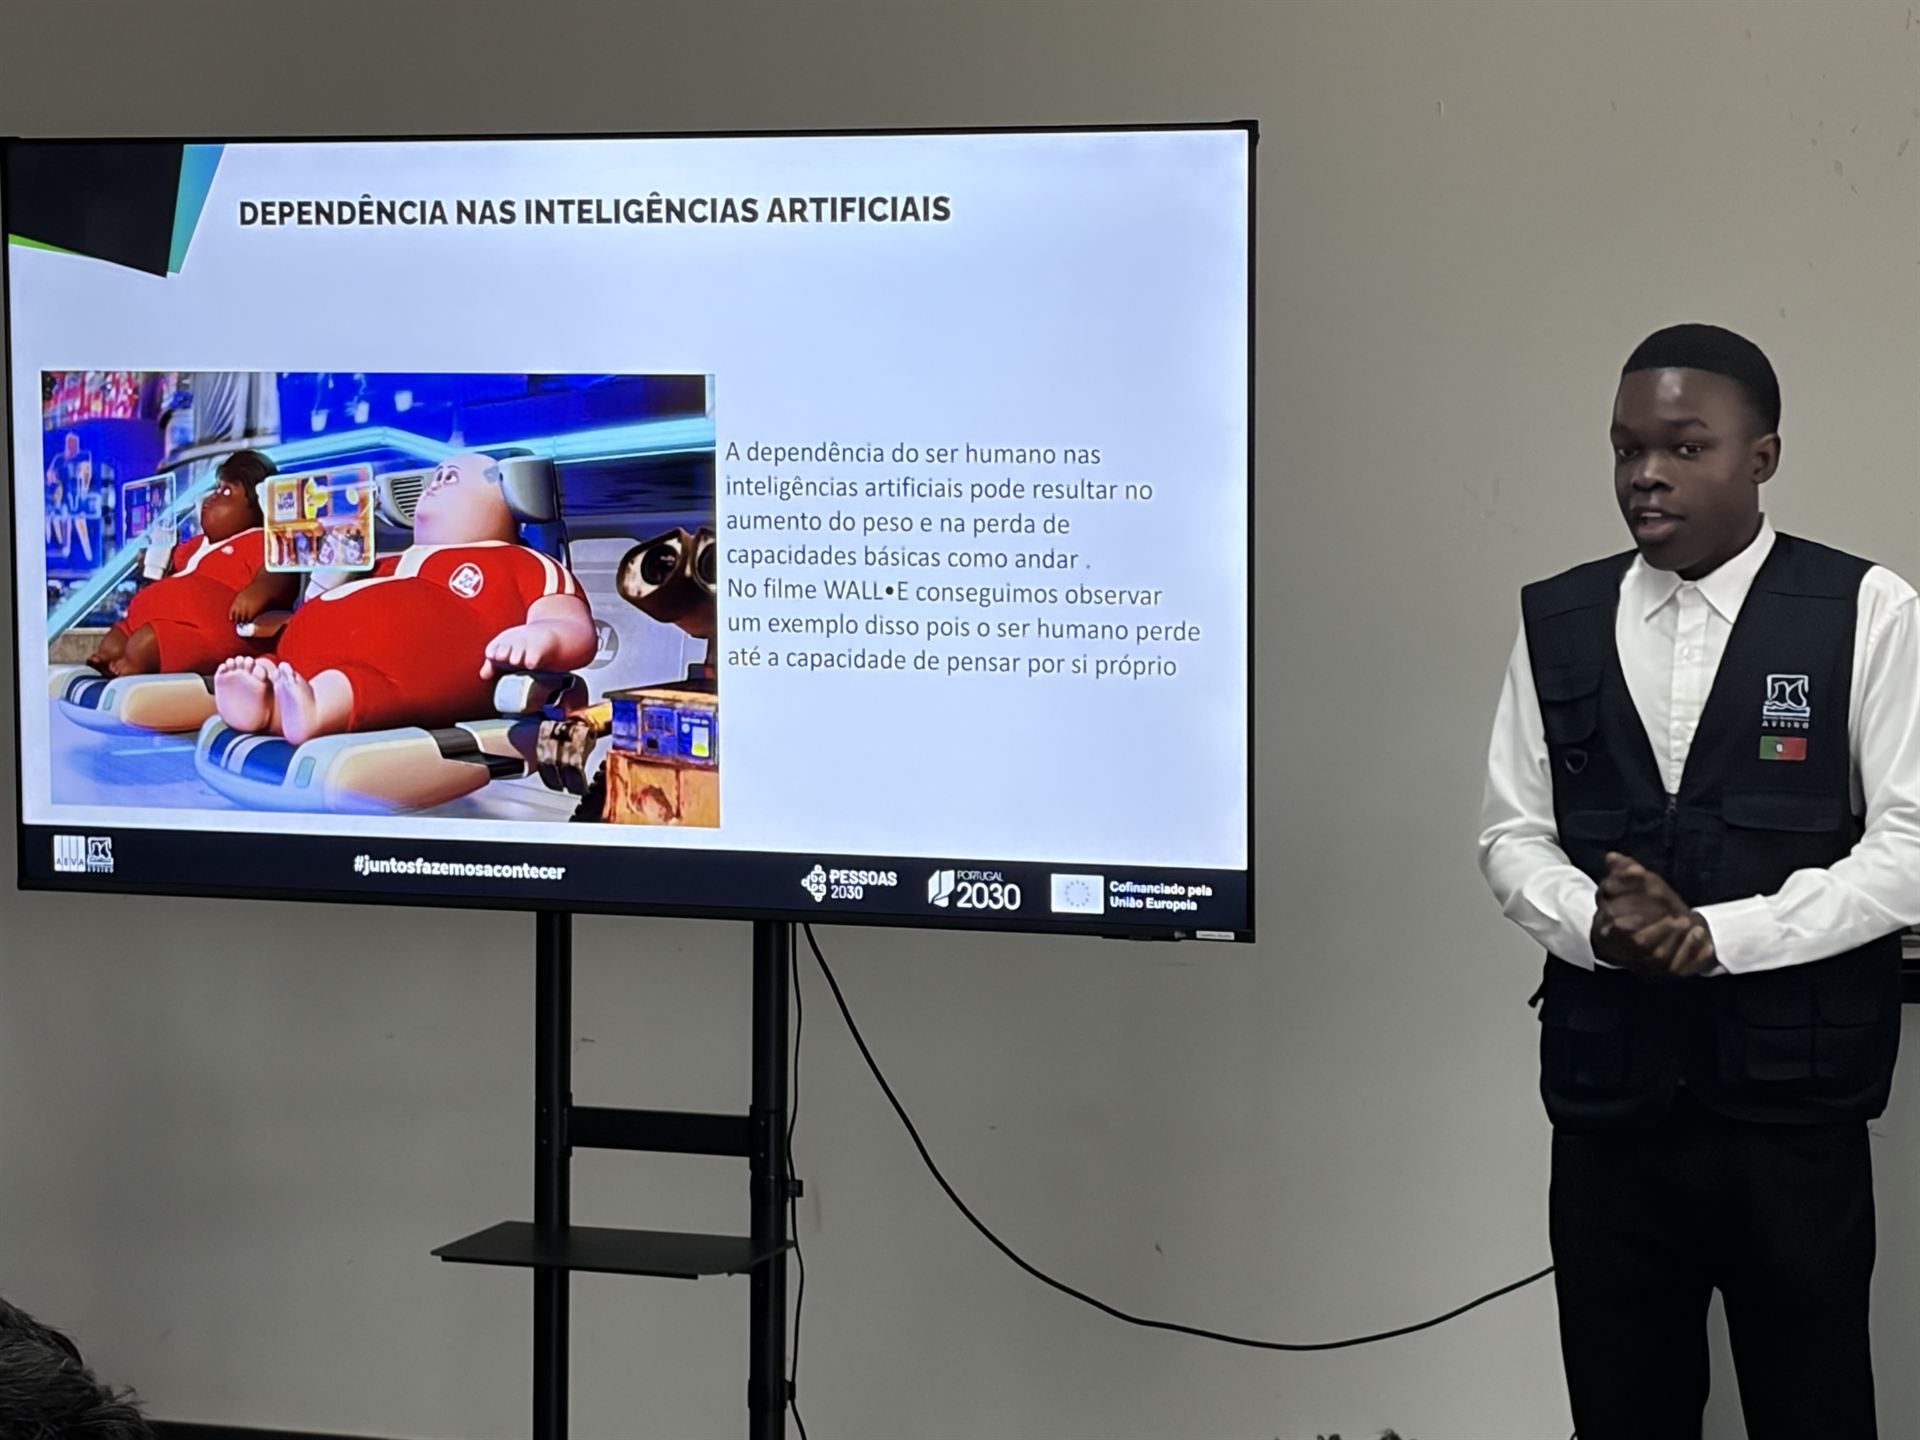 DEPENDÊNCIA NAS INTELIGÊNCIAS ARTIFICIAIS
A dependência do ser humano nas
inteligências artificiais pode resultar no
aumento do peso e na perda de
capacidades básicas como andar .
No filme WALL•E conseguimos observar
um exemplo disso pois o ser humano perde
até a capacidade de pensar por si próprio
AEVA
#juntosfazemosacontecer
PESSOAS
2030
PORTUGAL
2030
Cofinanciado pela
União Europeia
AVEIRO